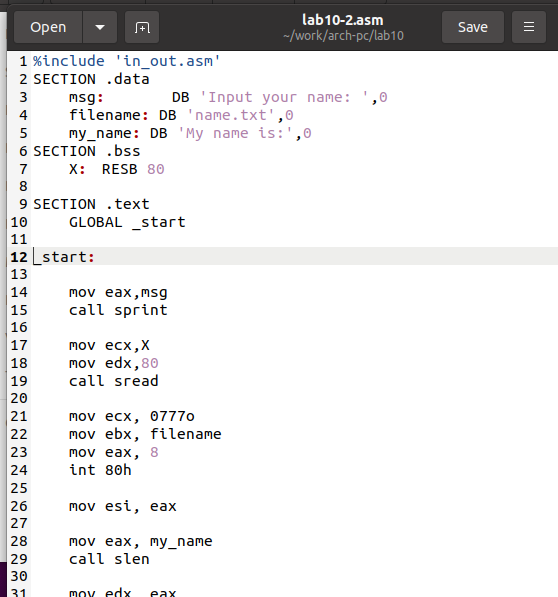 Open
lab10-2.asm
~/work/arch-pc/lab10
Save
1 %include 'in_out.asm'
2 SECTION .data
3     msg:        DB 'Input your name: ',0
4     filename: DB 'name.txt',0
5     my_name: DB 'My name is:',0
6 SECTION .bss
7     X:  RESB 80
8
9 SECTION .text
10     GLOBAL _start
11
12 _start:
13
14     mov eax,msg
15     call sprint
16
17     mov ecx,X
18     mov edx,80
19     call sread
20
21     mov ecx, 0777o
22     mov ebx, filename
23     mov eax, 8
24     int 80h
25
26     mov esi, eax
27
28     mov eax, my_name
29     call slen
30
31     mov edx, eax